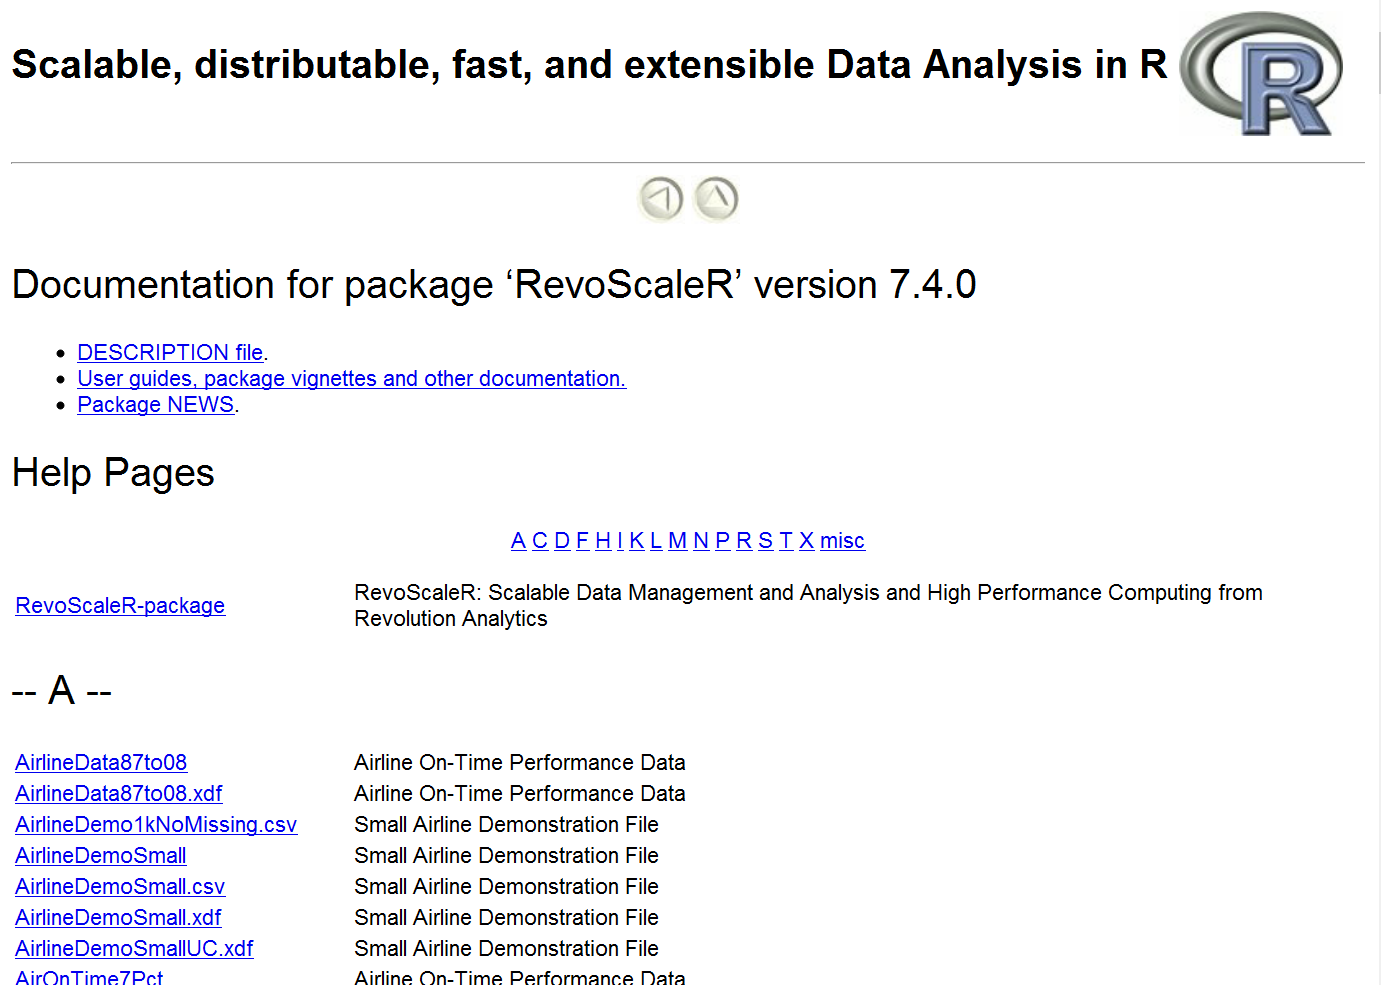 Scalable, distributable, fast, and extensible Data Analysis in R
R
Documentation for package ‘RevoScaleR’ version 7.4.0
• DESCRIPTION file.
• User guides, package vignettes and other documentation.
• Package NEWS.
Help Pages
A C D F H I K L M N P R S T X misc
RevoScaleR-package RevoScaleR: Scalable Data Management and Analysis and High Performance Computing from
Revolution Analytics
-- A --
AirlineData87to08 Airline On-Time Performance Data
AirlineData87to08.xdf Airline On-Time Performance Data
AirlineDemo1kNoMissing.csv Small Airline Demonstration File
AirlineDemoSmall Small Airline Demonstration File
AirlineDemoSmall.csv Small Airline Demonstration File
AirlineDemoSmall.xdf Small Airline Demonstration File
AirlineDemoSmallUC.xdf Small Airline Demonstration File
AirOnTime7Pct Airline On-Time Performance Data